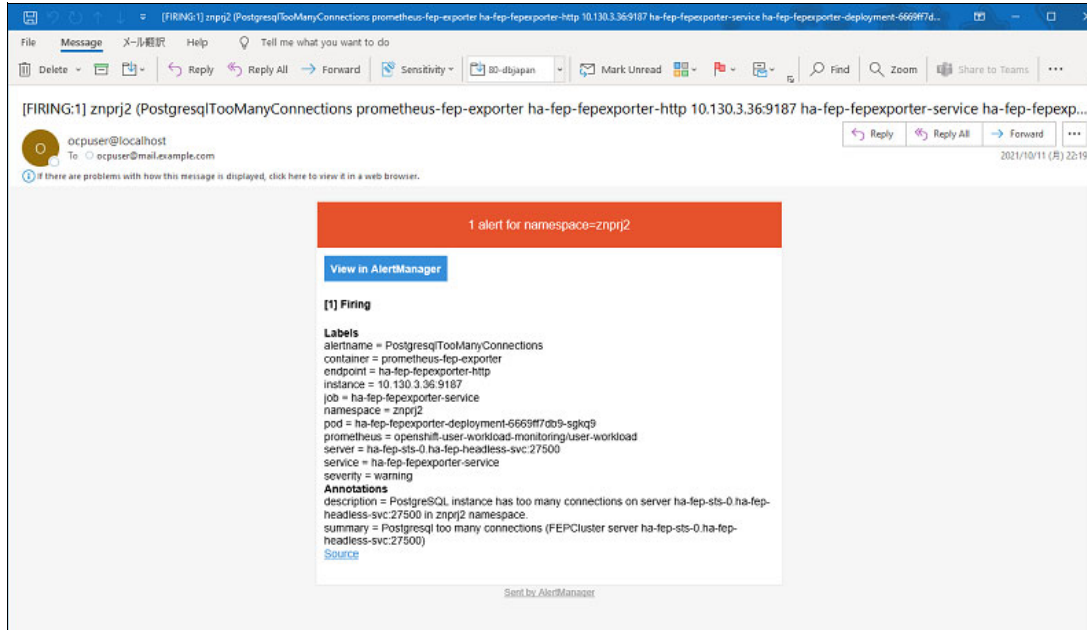 [FIRING:1] znprj2 (PostgresqlTooManyConnections prometheus-fep-exporter ha-fep-fepexporter-http 10.130.3.36:9187 ha-fep-fepexporter-service ha-fep-fepexporter-deployment-6669ff7d...
File Message メール翻訳 Help Tell me what you want to do
Delete Reply Reply All Forward Sensitivity 80-dbjapan Mark Unread Find Zoom Share to Teams ...
[FIRING:1] znprj2 (PostgresqlTooManyConnections prometheus-fep-exporter ha-fep-fepexporter-http 10.130.3.36:9187 ha-fep-fepexporter-service ha-fep-fepexp...
O
ocpuser@localhost
To ocpuser@mail.example.com
Reply Reply All Forward ...
2021/10/11 (月) 22:19
If there are problems with how this message is displayed, click here to view it in a web browser.
1 alert for namespace=znprj2
View in AlertManager
[1] Firing
Labels
alertname = PostgresqlTooManyConnections
container = prometheus-fep-exporter
endpoint = ha-fep-fepexporter-http
instance = 10.130.3.36:9187
job = ha-fep-fepexporter-service
namespace = znprj2
pod = ha-fep-fepexporter-deployment-6669ff7db9-sgkq9
prometheus = openshift-user-workload-monitoring/user-workload
server = ha-fep-sts-0.ha-fep-headless-svc:27500
service = ha-fep-fepexporter-service
severity = warning
Annotations
description = PostgreSQL instance has too many connections on server ha-fep-sts-0.ha-fep-
headless-svc:27500 in znprj2 namespace.
summary = Postgresql too many connections (FEPCluster server ha-fep-sts-0.ha-fep-
headless-svc:27500)
Source
Sent by AlertManager